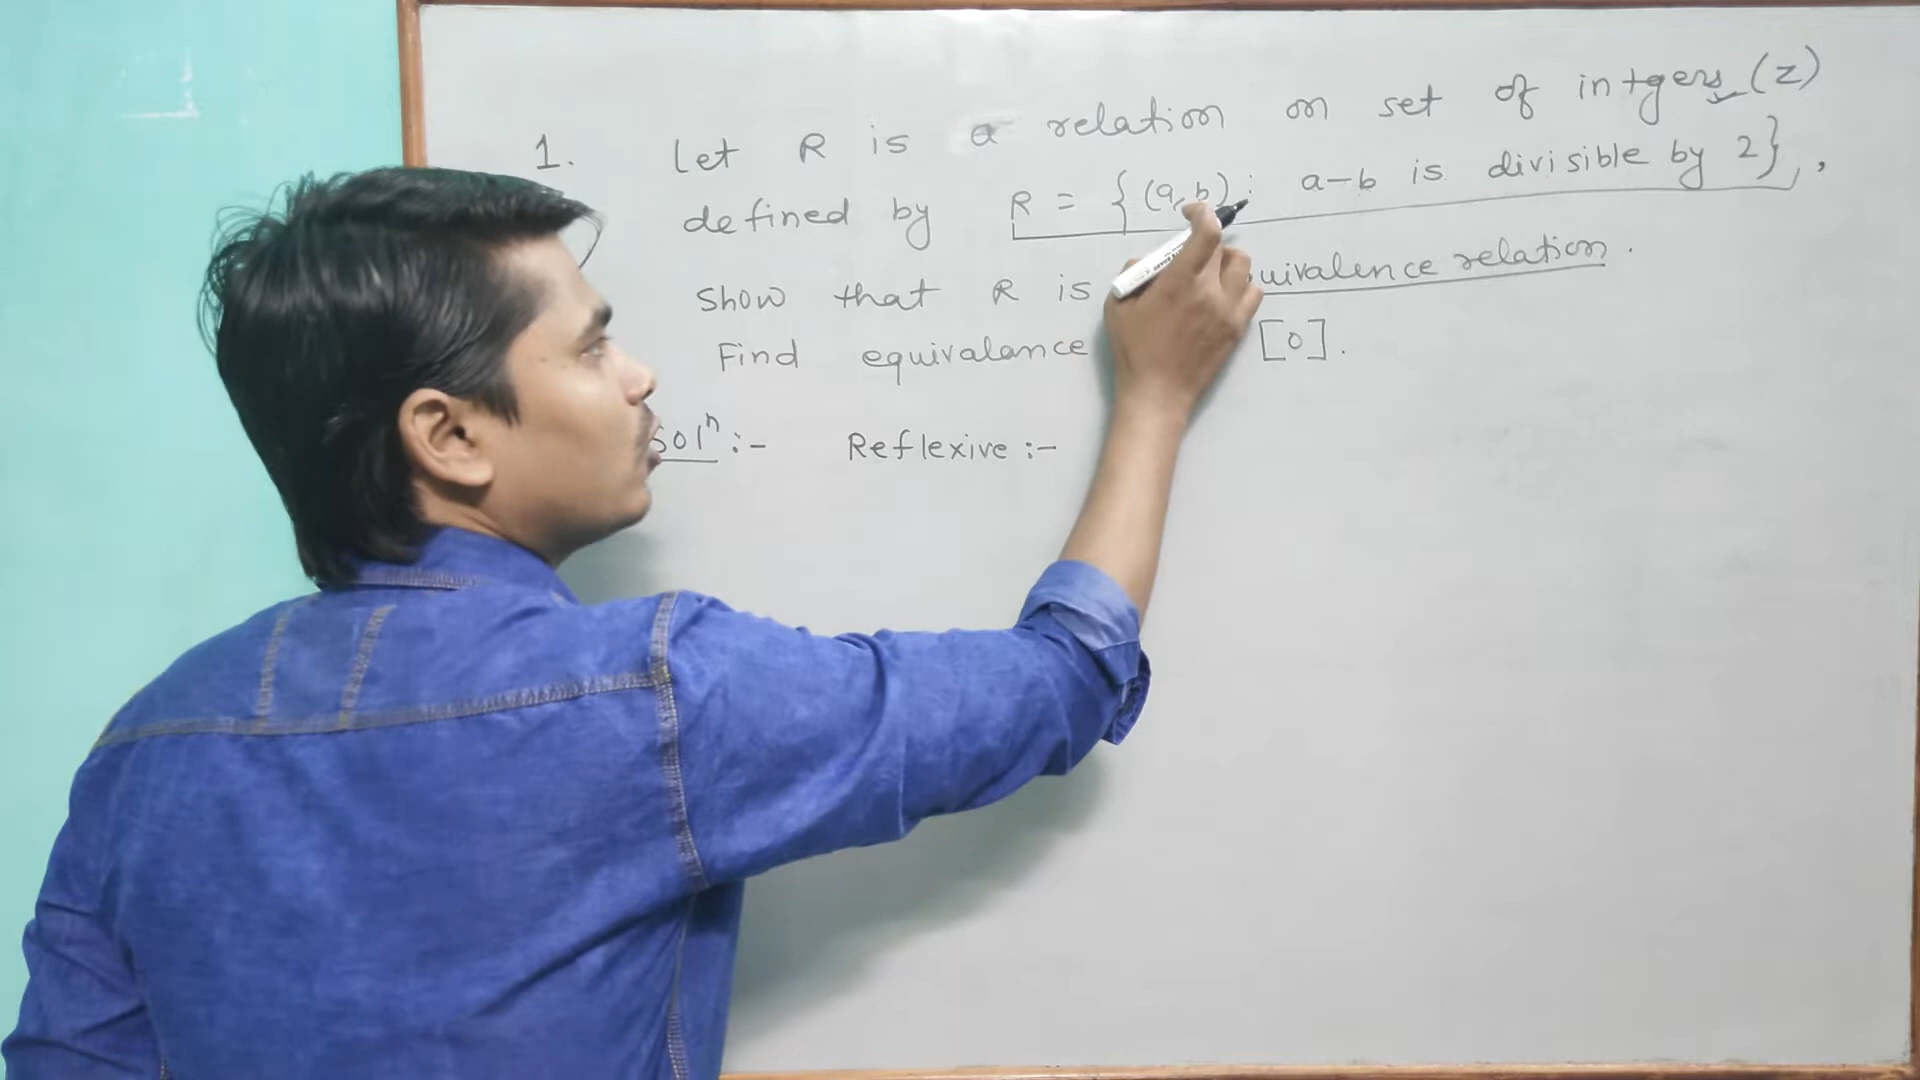 1. Let R is a relation on set of intgers (Z)
defined by R = {(a,b) : a-b is divisible by 2},
Show that R is uivalence relation.
Find equivalance [0].
Solⁿ :- Reflexive :-